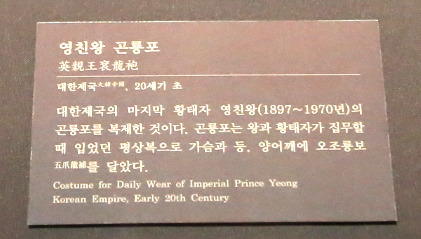 영친왕 곤룡포
英親王袞龍袍
대한제국大韓帝國, 20세기 초
대한제국의 마지막 황태자 영친왕(1897~1970년)의
곤룡포를 복제한 것이다. 곤룡포는 왕과 황태자가 집무할
때 입었던 평상복으로 가슴과 등, 양어깨에 오조룡보
五爪龍補를 달았다.
Costume for Daily Wear of Imperial Prince Yeong
Korean Empire, Early 20th Century